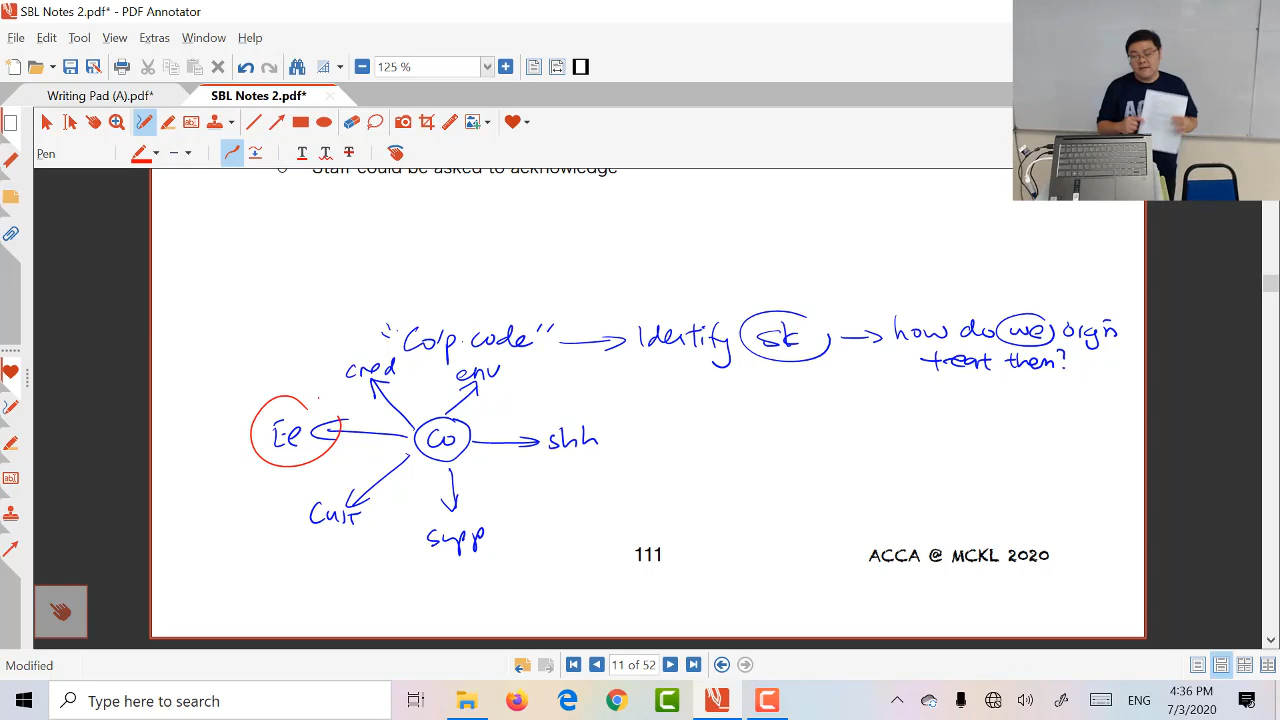 SBL Notes 2.pdf* - PDF Annotator
File Edit Tool View Extras Window Help
125 %
Writing Pad (A).pdf* SBL Notes 2.pdf*
Pen
Staff could be asked to acknowledge
"Co/p. code" → Identify sk → how do we orgn
treat them?
cred env
Ee Co shh
Cust
supp
111 ACCA @ MCKL 2020
11 of 52
Modified
Type here to search
ENG
4:36 PM
7/3/2020